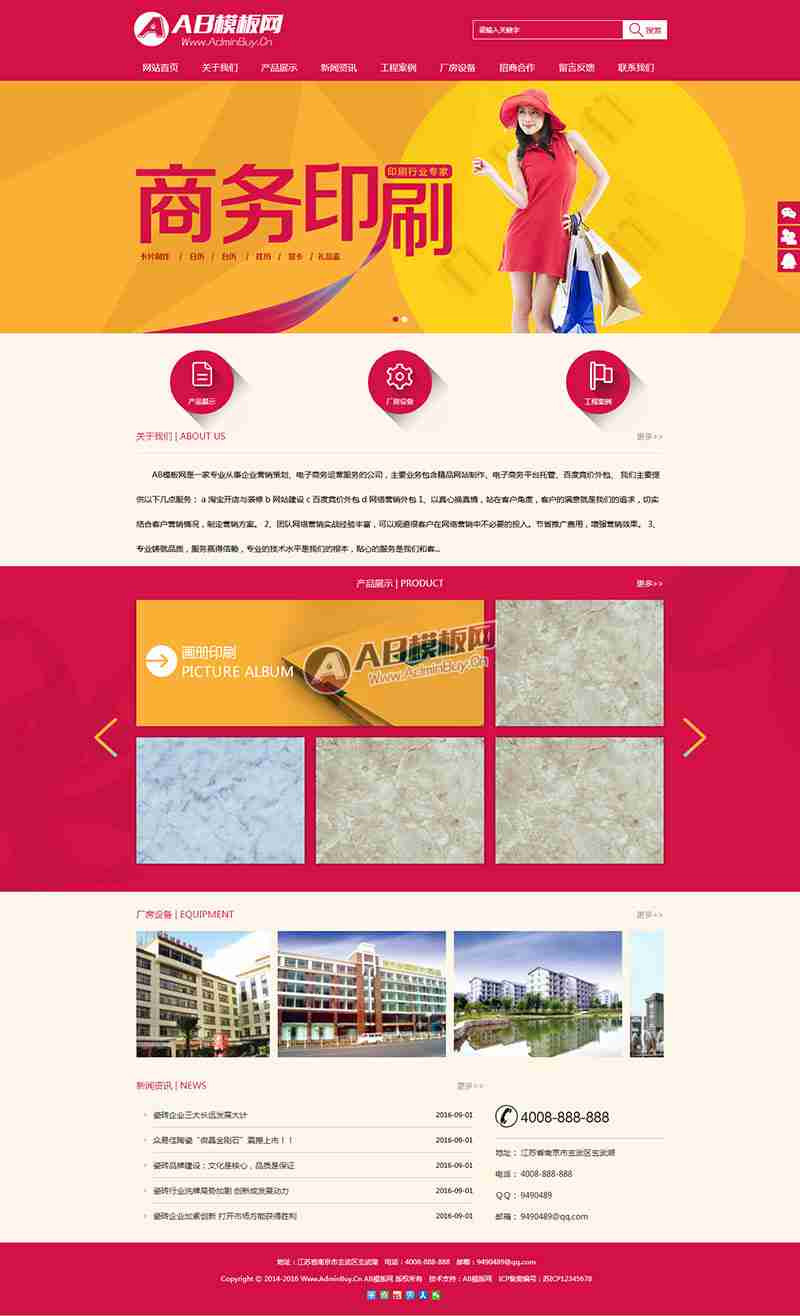 AB模板网
Www.AdminBuy.Cn
请输入关键字
搜索
网站首页 关于我们 产品展示 新闻资讯 工程案例 厂房设备 招商合作 留言反馈 联系我们
商务印刷
印刷行业专家
卡片制作 / 日历 / 台历 / 挂历 / 贺卡 / 礼品盒
产品展示
厂房设备
工程案例
关于我们 | ABOUT US
更多>>
AB模板网是一家专业从事企业营销策划、电子商务运营服务的公司，主要业务包含精品网站制作、电子商务平台托管、百度竞价外包、 我们主要提
供以下几点服务： a 淘宝开店与装修 b 网站建设 c 百度竞价外包 d 网络营销外包 1、以真心换真情，站在客户角度，客户的满意就是我们的追求，切实
结合客户营销情况，制定营销方案。 2、团队网络营销实战经验丰富，可以规避很客户在网络营销中不必要的投入。节省推广费用，增强营销效果。 3、
专业铸就品质，服务赢得信赖，专业的技术水平是我们的根本，贴心的服务是我们和客...
产品展示 | PRODUCT
更多>>
画册印刷
PICTURE ALBUM
AB模板网
Www.AdminBuy.Cn
厂房设备 | EQUIPMENT
更多>>
新闻资讯 | NEWS
更多>>
瓷砖企业三大长远发展大计 2016-09-01
众易佳陶瓷“微晶金刚石”震撼上市！！ 2016-09-01
瓷砖品牌建设：文化是核心，品质是保证 2016-09-01
瓷砖行业洗牌局势加剧 创新成发展动力 2016-09-01
瓷砖企业加紧创新 打开市场方能获得胜利 2016-09-01
4008-888-888
地址： 江苏省南京市玄武区玄武湖
电话： 4008-888-888
Q Q： 9490489
邮箱： 9490489@qq.com
地址：江苏省南京市玄武区玄武湖 电话：4008-888-888 邮箱：9490489@qq.com
Copyright © 2014-2016 Www.AdminBuy.Cn AB模板网 版权所有 技术支持：AB模板网 ICP备案编号：苏ICP12345678